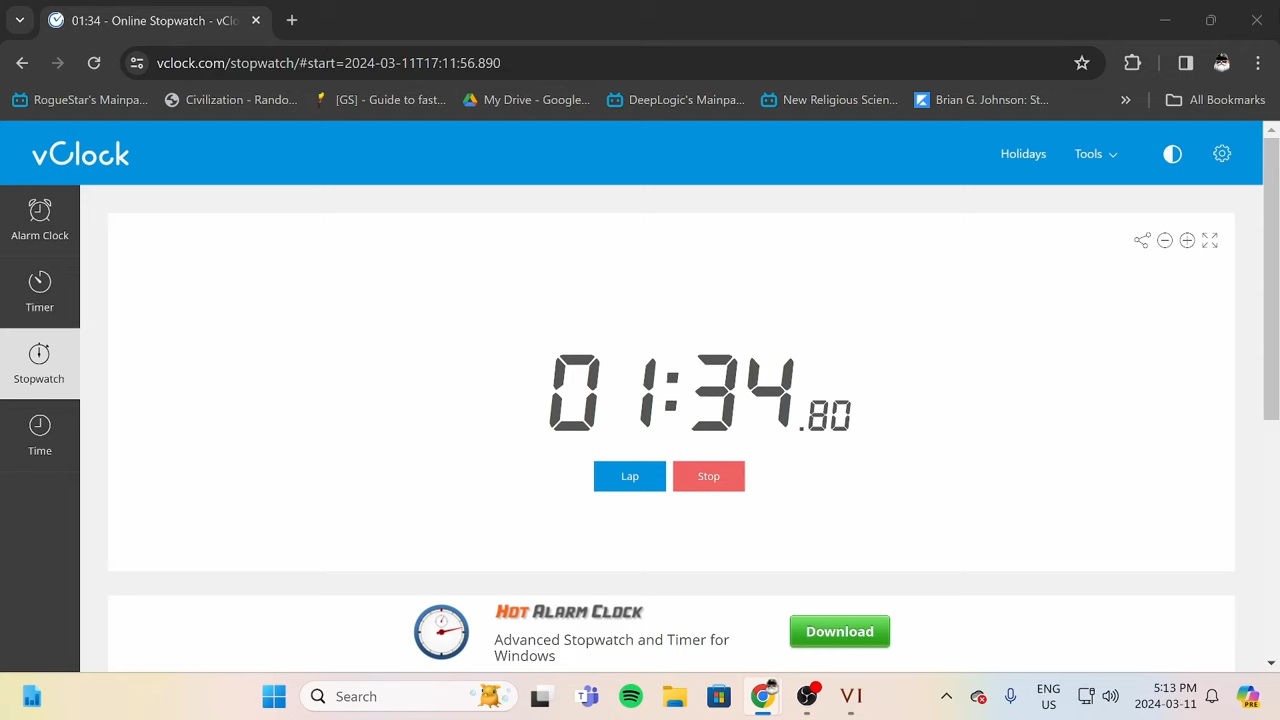 01:34 - Online Stopwatch - vClo
vclock.com/stopwatch/#start=2024-03-11T17:11:56.890
RogueStar's Mainpa...
Civilization - Rando...
[GS] - Guide to fast...
My Drive - Google...
DeepLogic's Mainpa...
New Religious Scien...
Brian G. Johnson: St...
All Bookmarks
vClock
Holidays
Tools
Alarm Clock
Timer
Stopwatch
Time
01:34.80
Lap
Stop
HOT ALARM CLOCK
Advanced Stopwatch and Timer for
Windows
Download
Search
VI
ENG
US
5:13 PM
2024-03-11
PRE